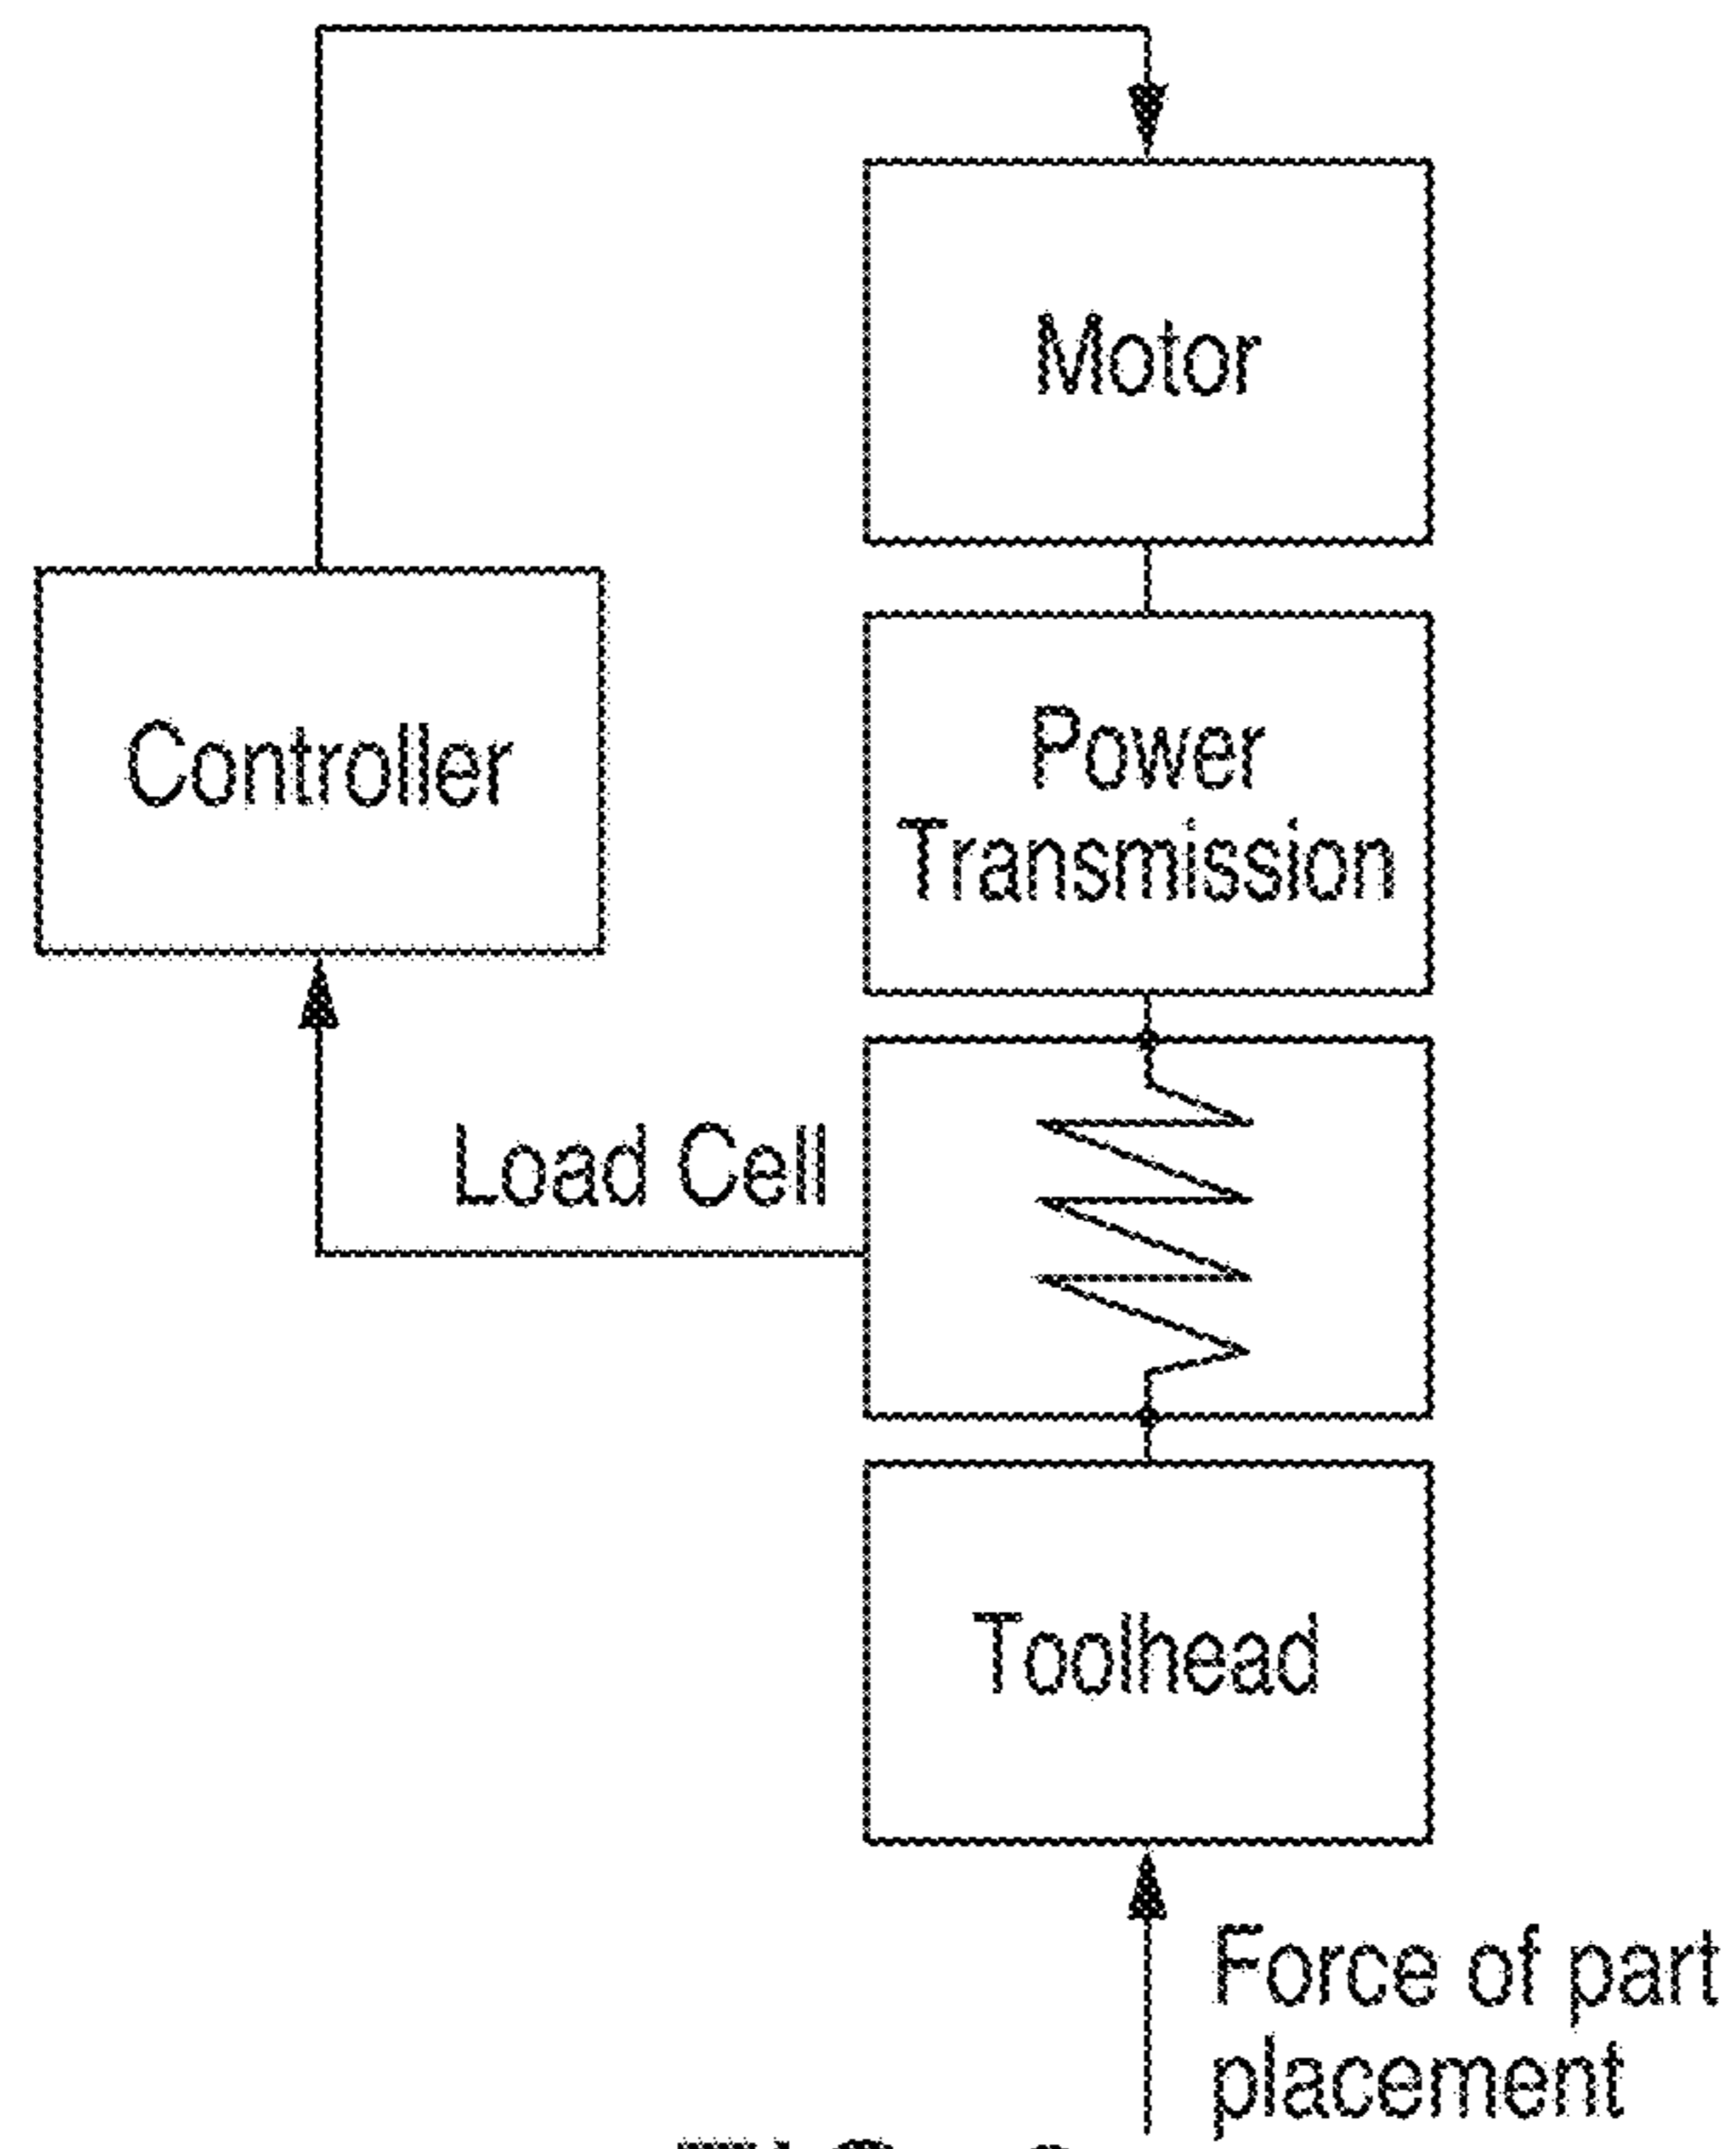 Motor
Controller
Power
Transmission
Load Cell
Toolhead
Force of part
placement